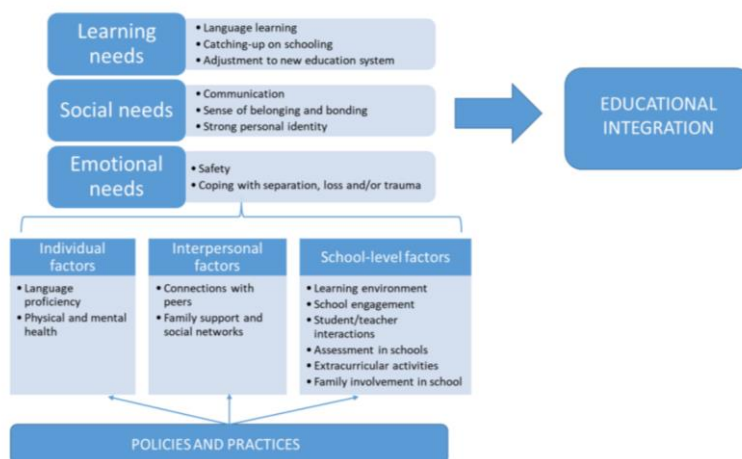 Learning
needs
• Language learning
• Catching-up on schooling
• Adjustment to new education system
Social needs
• Communication
• Sense of belonging and bonding
• Strong personal identity
Emotional
needs
• Safety
• Coping with separation, loss and/or trauma
EDUCATIONAL
INTEGRATION
Individual
factors
• Language
proficiency
• Physical and mental
health
Interpersonal
factors
• Connections with
peers
• Family support and
social networks
School-level factors
• Learning environment
• School engagement
• Student/teacher
interactions
• Assessment in schools
• Extracurricular activities
• Family involvement in school
POLICIES AND PRACTICES